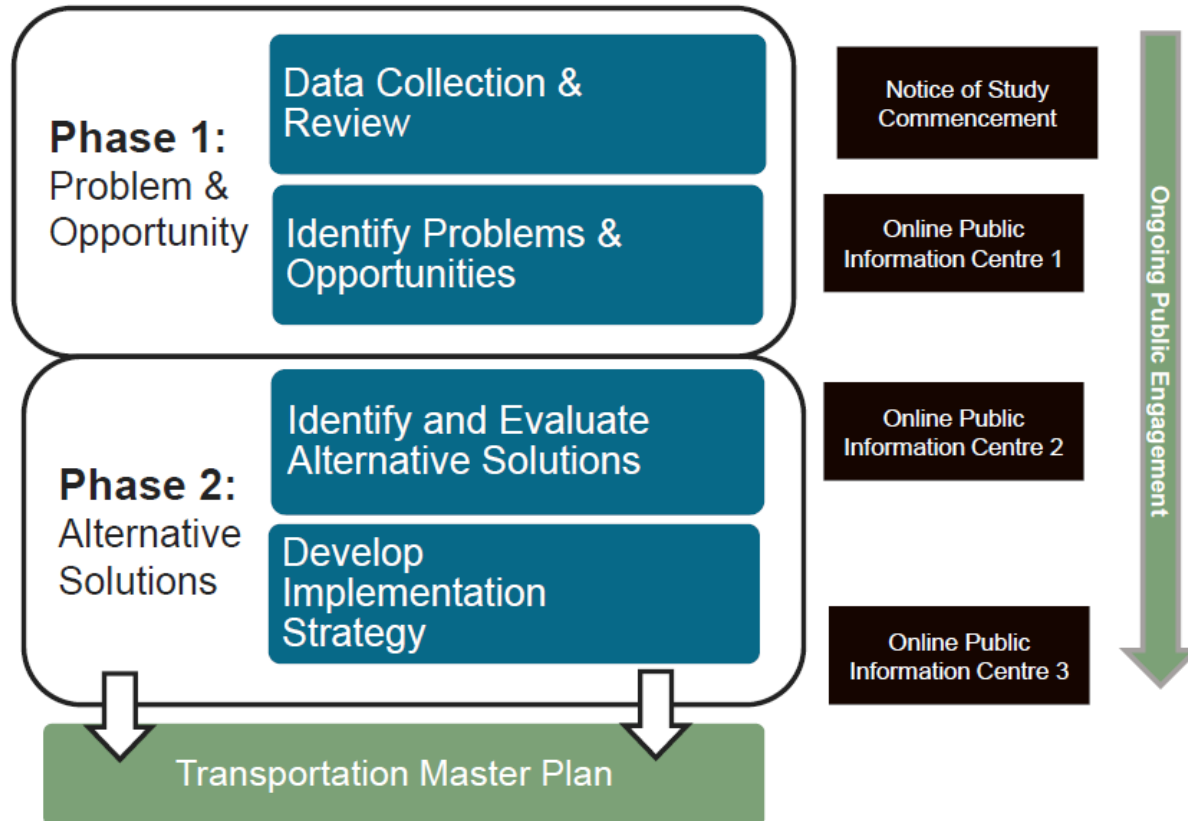 Phase 1:
Problem &
Opportunity
Data Collection &
Review
Identify Problems &
Opportunities
Notice of Study
Commencement
Online Public
Information Centre 1
Phase 2:
Alternative
Solutions
Identify and Evaluate
Alternative Solutions
Develop
Implementation
Strategy
Online Public
Information Centre 2
Online Public
Information Centre 3
Ongoing Public Engagement
Transportation Master Plan